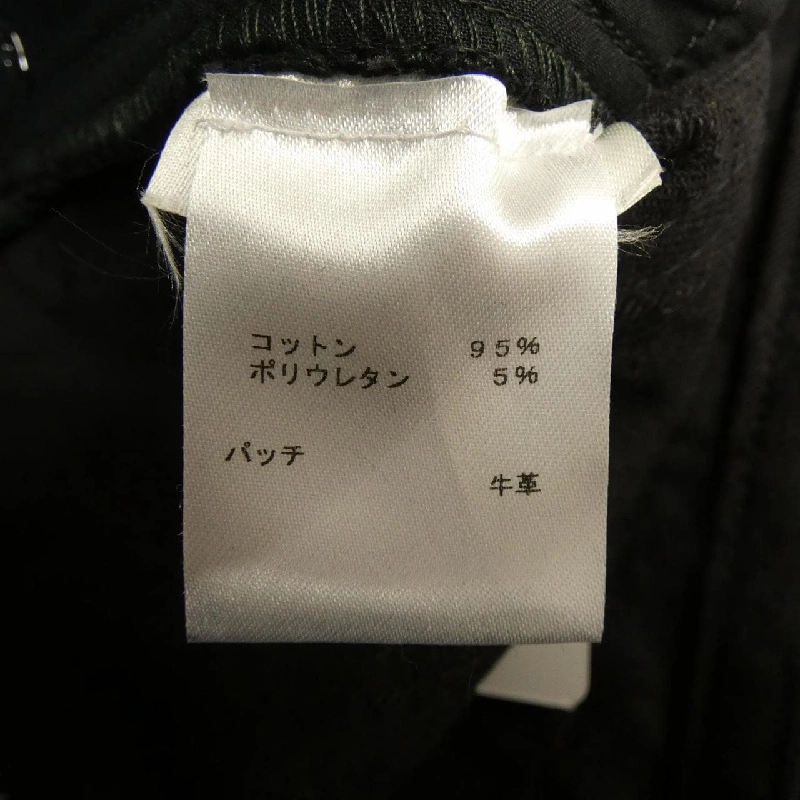 コットン 95%
ポリウレタン 5%
パッチ
牛革